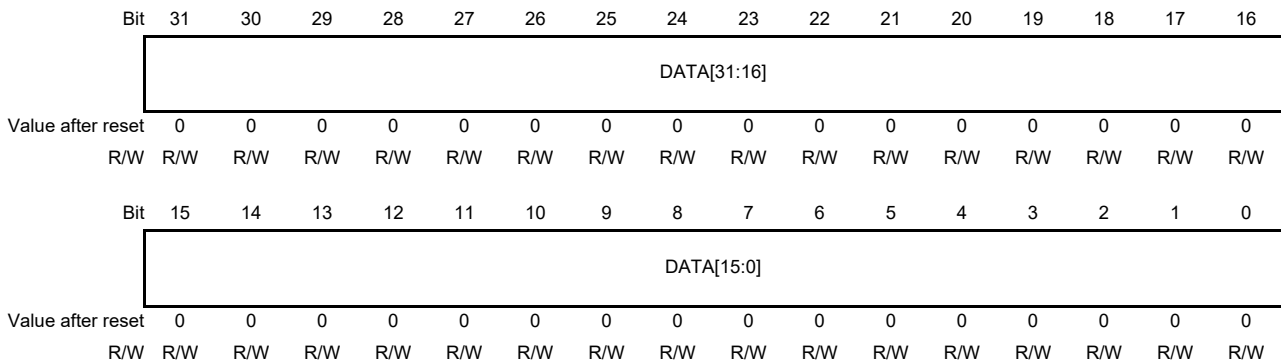 Bit 31 30 29 28 27 26 25 24 23 22 21 20 19 18 17 16
DATA[31:16]
Value after reset 0 0 0 0 0 0 0 0 0 0 0 0 0 0 0 0
R/W R/W R/W R/W R/W R/W R/W R/W R/W R/W R/W R/W R/W R/W R/W R/W R/W
Bit 15 14 13 12 11 10 9 8 7 6 5 4 3 2 1 0
DATA[15:0]
Value after reset 0 0 0 0 0 0 0 0 0 0 0 0 0 0 0 0
R/W R/W R/W R/W R/W R/W R/W R/W R/W R/W R/W R/W R/W R/W R/W R/W R/W